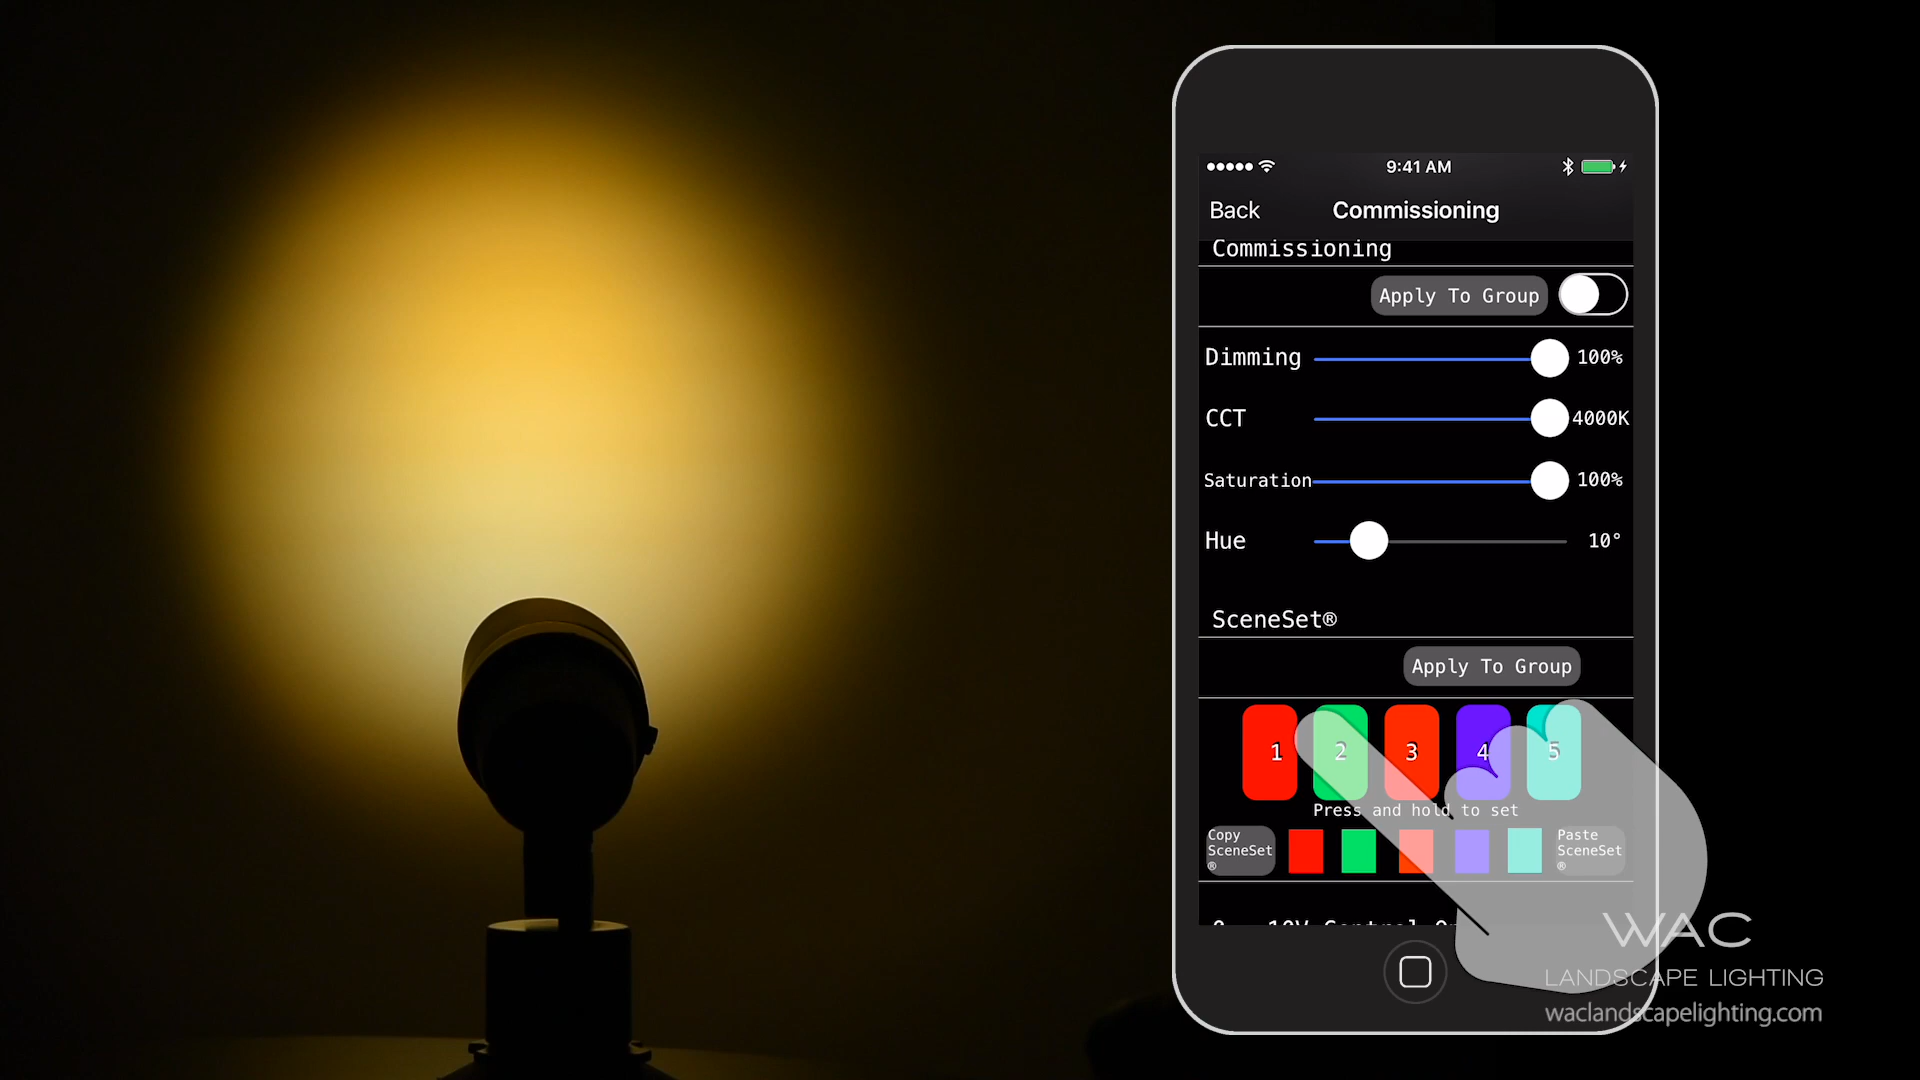 9:41 AM
Back
Commissioning
Commissioning
Apply To Group
Dimming 100%
CCT 4000K
Saturation 100%
Hue 10°
SceneSet®
Apply To Group
1 2 3 4 5
Press and hold to set
Copy
SceneSet
®
Paste
SceneSet
®
10V Control
WAC
LANDSCAPE LIGHTING
waclandscapelighting.com